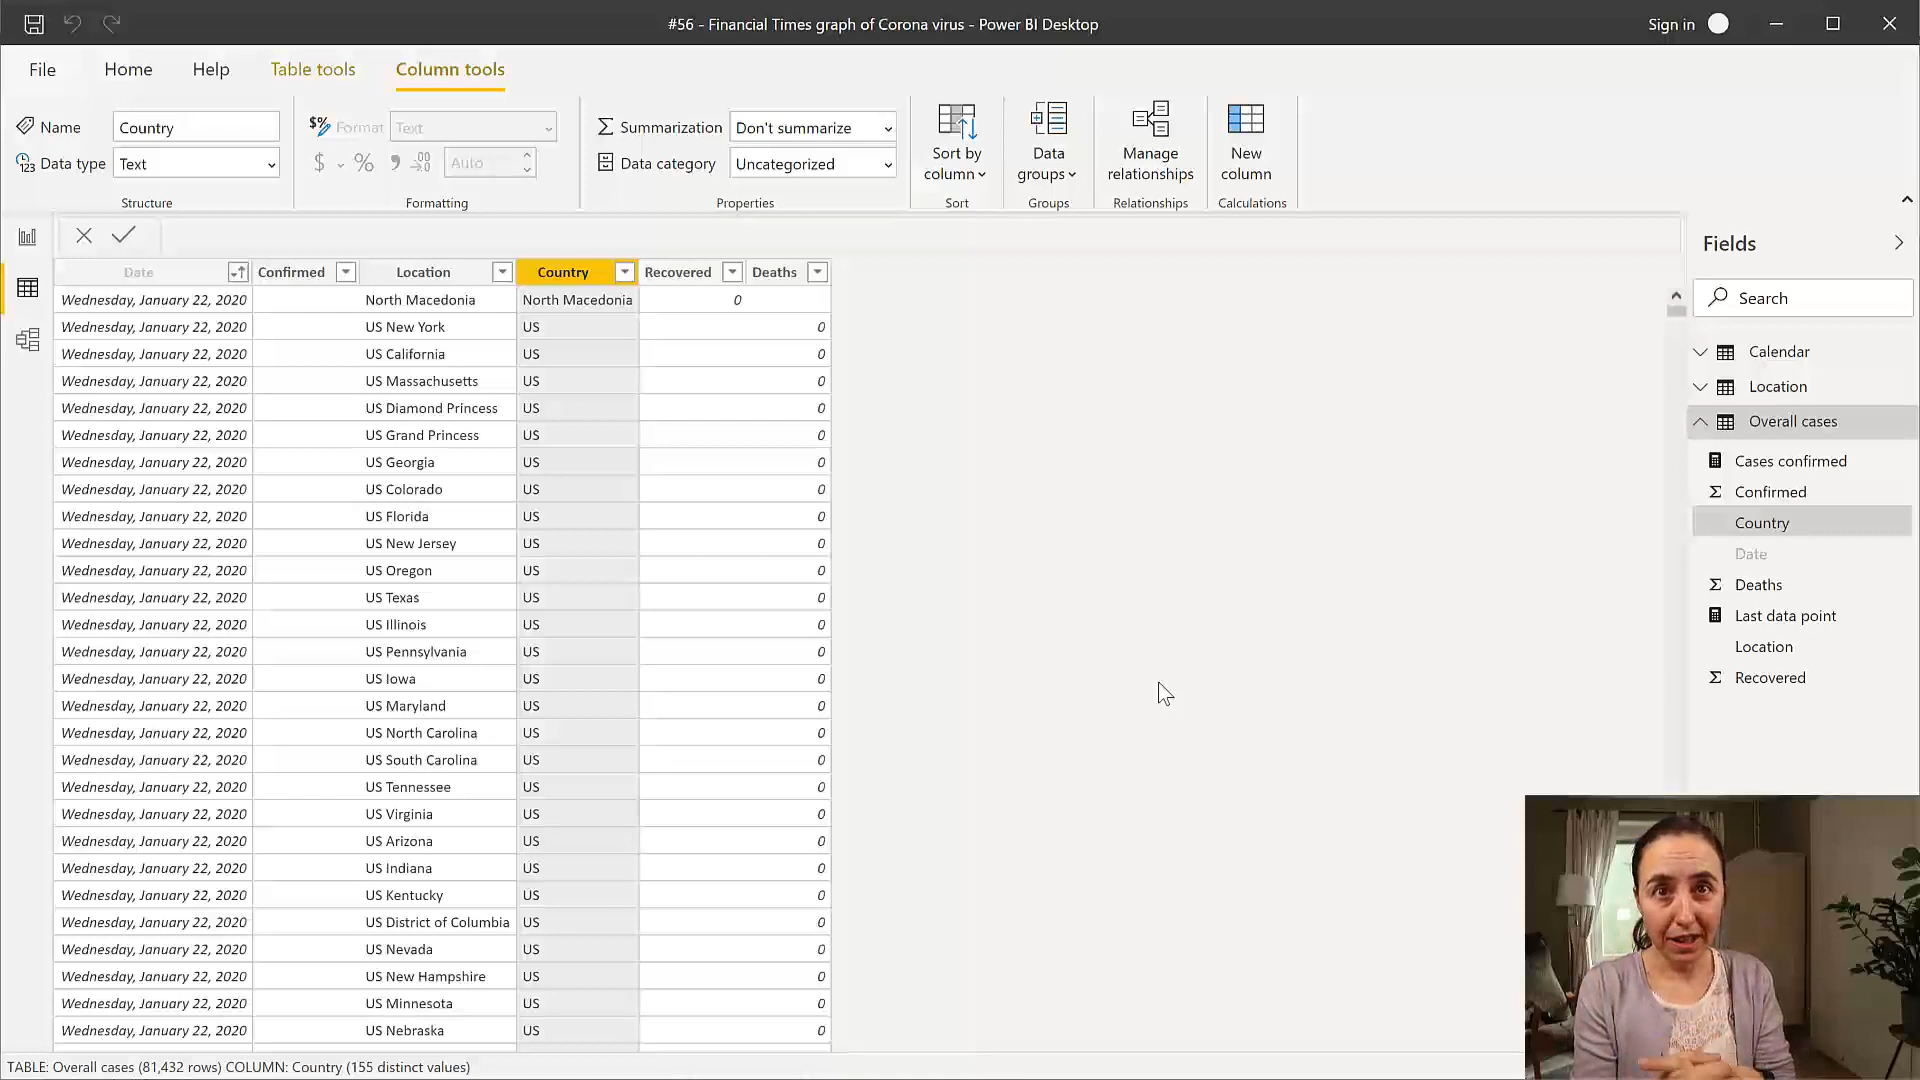 #56 - Financial Times graph of Corona virus - Power BI Desktop
Sign in
File Home Help Table tools Column tools
Name Country
Data type Text
Structure
Format Text
$ % 9 .00 Auto
Formatting
Summarization Don't summarize
Data category Uncategorized
Properties
Sort by column
Sort
Data groups
Groups
Manage relationships
Relationships
New column
Calculations
Date Confirmed Location Country Recovered Deaths
Wednesday, January 22, 2020 North Macedonia North Macedonia 0
Wednesday, January 22, 2020 US New York US 0
Wednesday, January 22, 2020 US California US 0
Wednesday, January 22, 2020 US Massachusetts US 0
Wednesday, January 22, 2020 US Diamond Princess US 0
Wednesday, January 22, 2020 US Grand Princess US 0
Wednesday, January 22, 2020 US Georgia US 0
Wednesday, January 22, 2020 US Colorado US 0
Wednesday, January 22, 2020 US Florida US 0
Wednesday, January 22, 2020 US New Jersey US 0
Wednesday, January 22, 2020 US Oregon US 0
Wednesday, January 22, 2020 US Texas US 0
Wednesday, January 22, 2020 US Illinois US 0
Wednesday, January 22, 2020 US Pennsylvania US 0
Wednesday, January 22, 2020 US Iowa US 0
Wednesday, January 22, 2020 US Maryland US 0
Wednesday, January 22, 2020 US North Carolina US 0
Wednesday, January 22, 2020 US South Carolina US 0
Wednesday, January 22, 2020 US Tennessee US 0
Wednesday, January 22, 2020 US Virginia US 0
Wednesday, January 22, 2020 US Arizona US 0
Wednesday, January 22, 2020 US Indiana US 0
Wednesday, January 22, 2020 US Kentucky US 0
Wednesday, January 22, 2020 US District of Columbia US 0
Wednesday, January 22, 2020 US Nevada US 0
Wednesday, January 22, 2020 US New Hampshire US 0
Wednesday, January 22, 2020 US Minnesota US 0
Wednesday, January 22, 2020 US Nebraska US 0
TABLE: Overall cases (81,432 rows) COLUMN: Country (155 distinct values)
Fields
Search
Calendar
Location
Overall cases
Cases confirmed
Confirmed
Country
Date
Deaths
Last data point
Location
Recovered